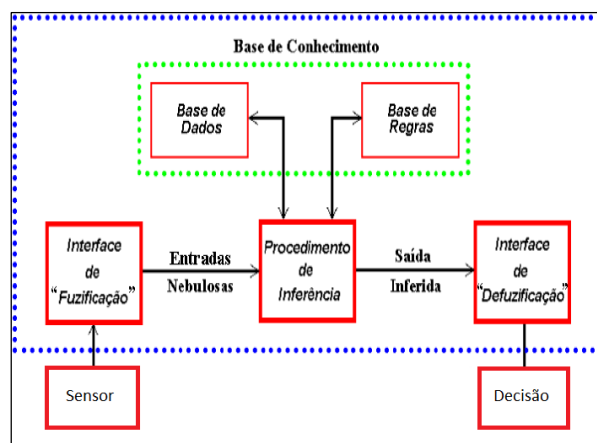 Base de Conhecimento
Base de
Dados
Base de
Regras
Interface
de
“Fuzificação”
Entradas
Nebulosas
Procedimento
de
Inferência
Saída
Inferida
Interface
de
“Defuzificação”
Sensor
Decisão